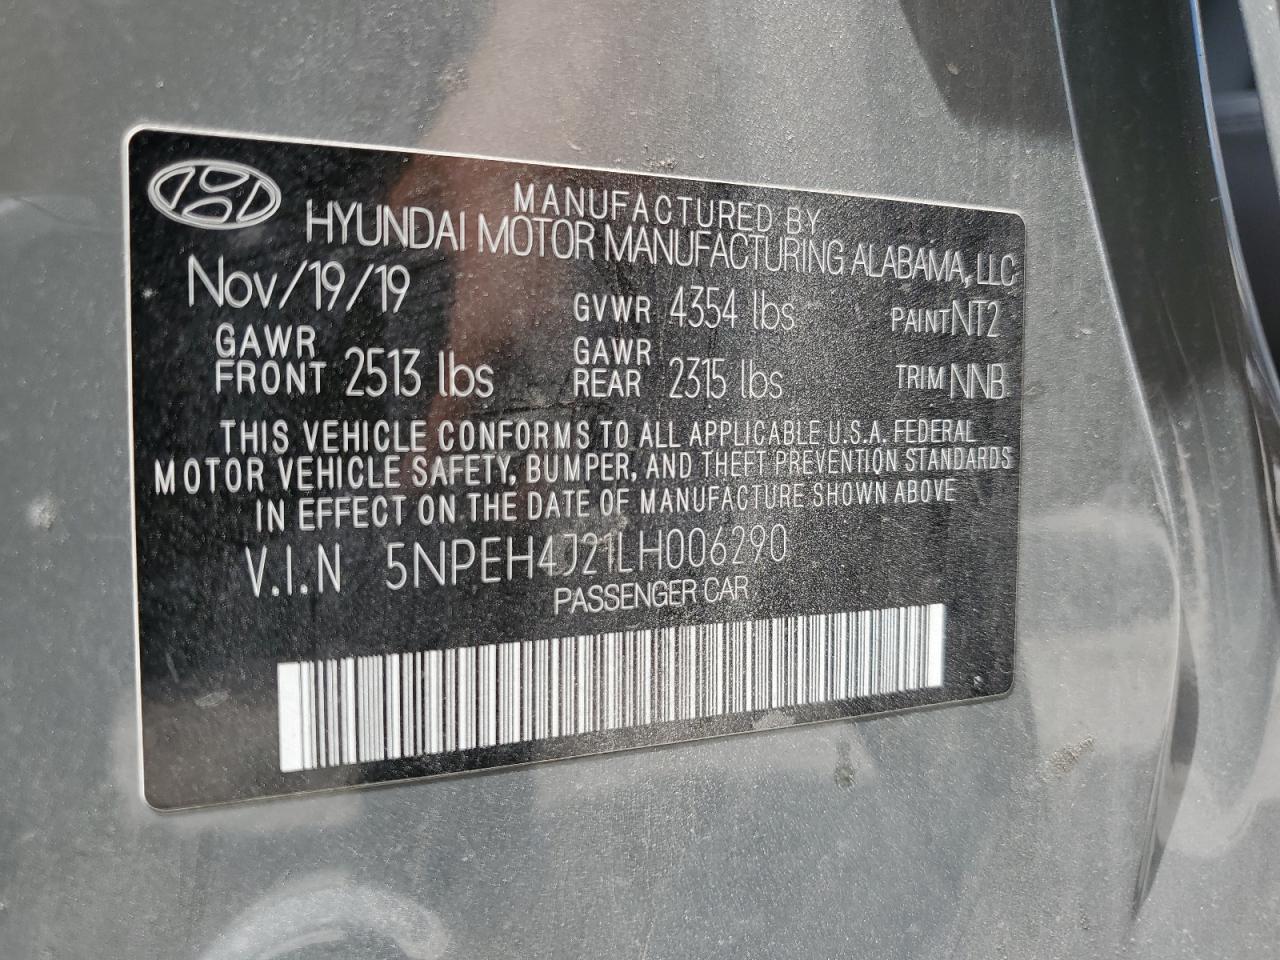 MANUFACTURED BY
HYUNDAI MOTOR MANUFACTURING ALABAMA, LLC
Nov/19/19 GVWR 4354 lbs PAINT NT2
GAWR FRONT 2513 lbs GAWR REAR 2315 lbs TRIM NNB
THIS VEHICLE CONFORMS TO ALL APPLICABLE U.S.A. FEDERAL
MOTOR VEHICLE SAFETY, BUMPER, AND THEFT PREVENTION STANDARDS
IN EFFECT ON THE DATE OF MANUFACTURE SHOWN ABOVE
V.I.N 5NPEH4J21LH006290
PASSENGER CAR